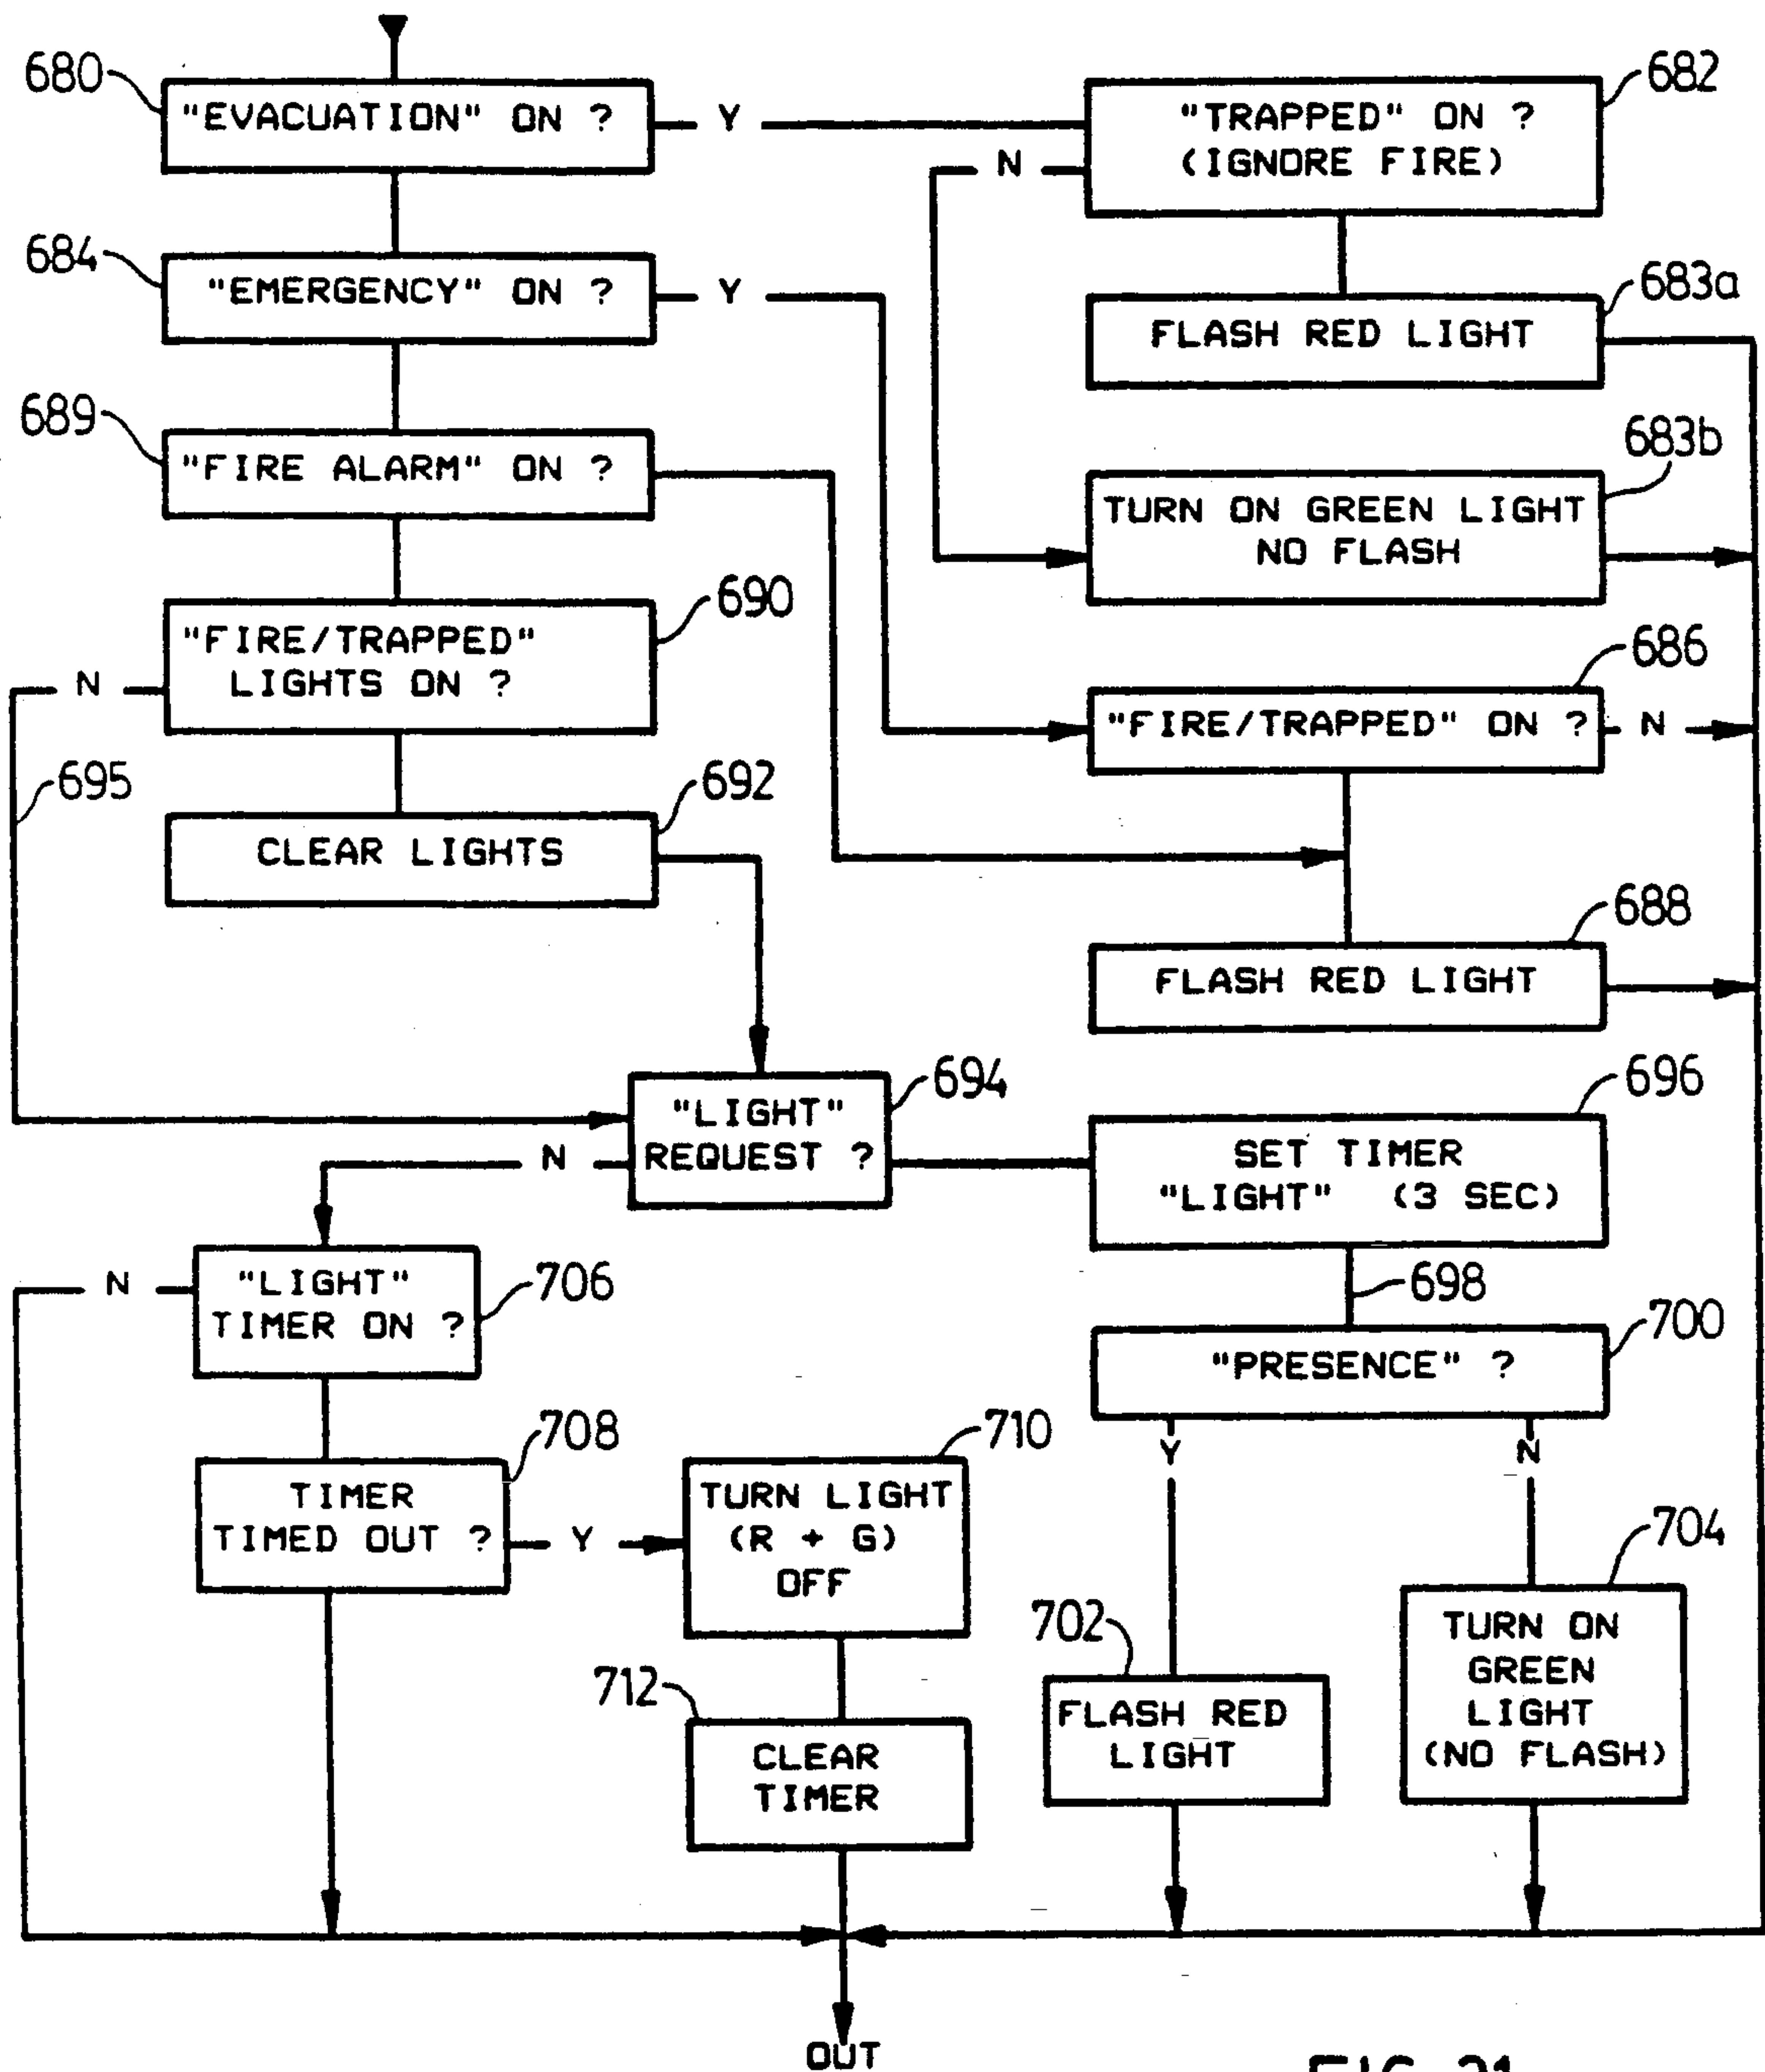 680
"EVACUATION" ON ?
Y
"TRAPPED" ON ?
(IGNORE FIRE)
682
N
684
"EMERGENCY" ON ?
Y
683a
FLASH RED LIGHT
689
"FIRE ALARM" ON ?
683b
TURN ON GREEN LIGHT
NO FLASH
690
"FIRE/TRAPPED"
LIGHTS ON ?
N
686
"FIRE/TRAPPED" ON ?
N
695
692
CLEAR LIGHTS
688
FLASH RED LIGHT
694
"LIGHT"
REQUEST ?
N
696
SET TIMER
"LIGHT" (3 SEC)
698
N
"LIGHT"
TIMER ON ?
706
700
"PRESENCE" ?
Y
N
708
TIMER
TIMED OUT ?
Y
710
TURN LIGHT
(R + G)
OFF
704
TURN ON
GREEN
LIGHT
(NO FLASH)
702
FLASH RED
LIGHT
712
CLEAR
TIMER
OUT